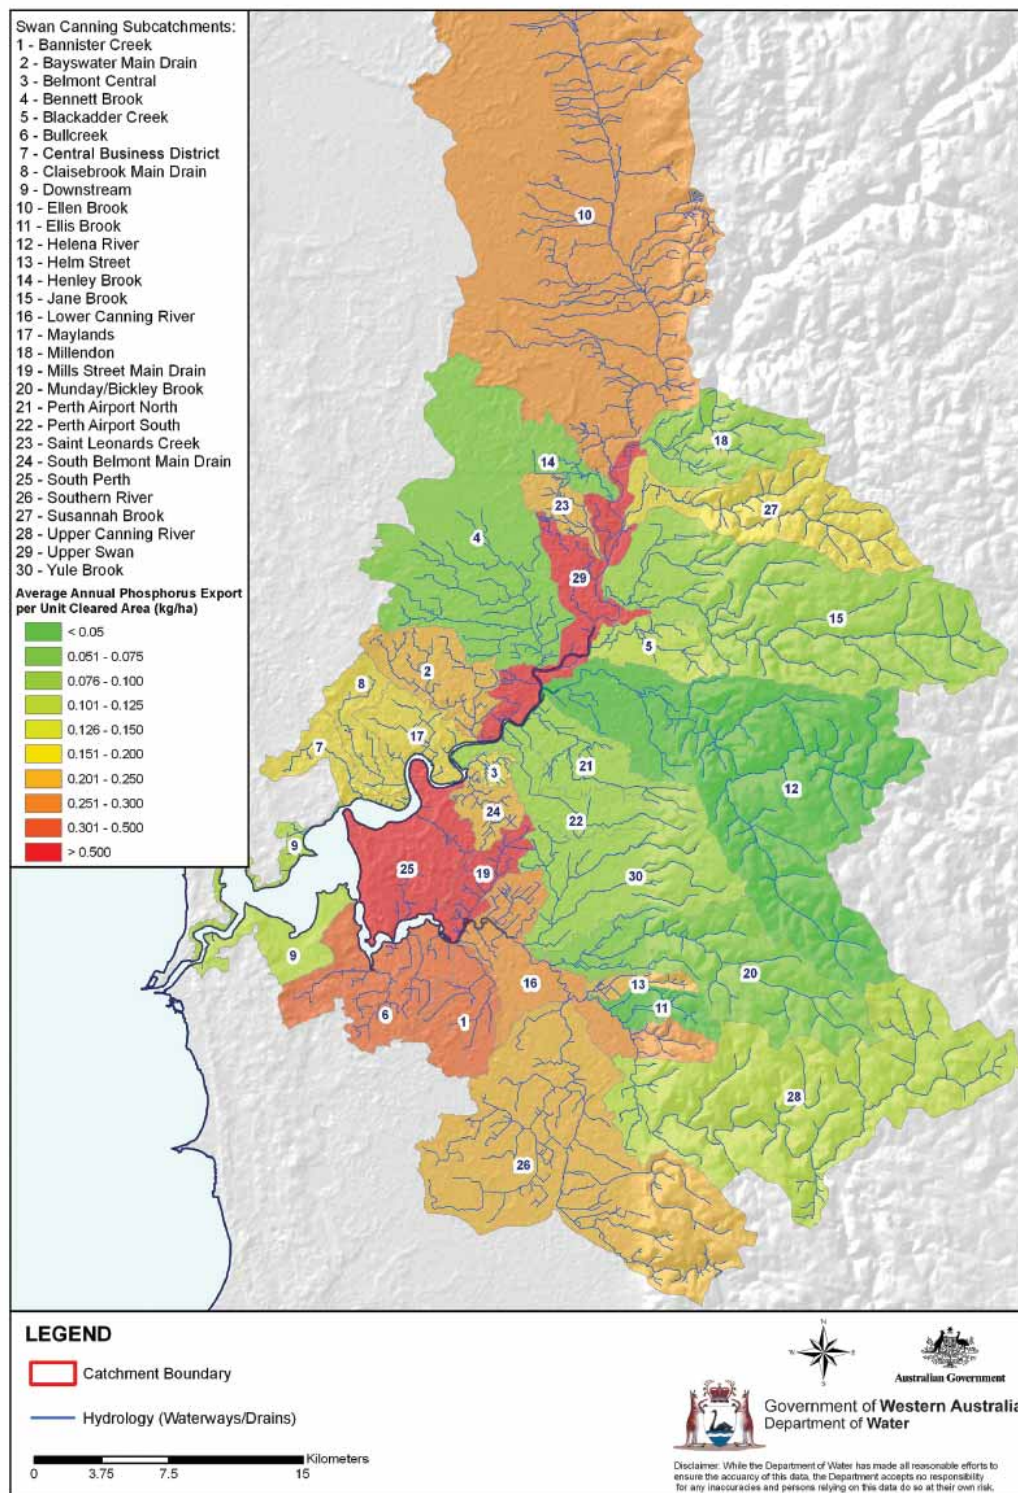 Swan Canning Subcatchments:
1 - Bannister Creek
2 - Bayswater Main Drain
3 - Belmont Central
4 - Bennett Brook
5 - Blackadder Creek
6 - Bullcreek
7 - Central Business District
8 - Claisebrook Main Drain
9 - Downstream
10 - Ellen Brook
11 - Ellis Brook
12 - Helena River
13 - Helm Street
14 - Henley Brook
15 - Jane Brook
16 - Lower Canning River
17 - Maylands
18 - Millendon
19 - Mills Street Main Drain
20 - Munday/Bickley Brook
21 - Perth Airport North
22 - Perth Airport South
23 - Saint Leonards Creek
24 - South Belmont Main Drain
25 - South Perth
26 - Southern River
27 - Susannah Brook
28 - Upper Canning River
29 - Upper Swan
30 - Yule Brook
Average Annual Phosphorus Export
per Unit Cleared Area (kg/ha)
< 0.05
0.051 - 0.075
0.076 - 0.100
0.101 - 0.125
0.126 - 0.150
0.151 - 0.200
0.201 - 0.250
0.251 - 0.300
0.301 - 0.500
> 0.500
10
18
14
23
27
4
29
15
5
2
8
17
7
21
3
12
24
22
9
25
19
30
9
20
13
16
11
6
1
28
26
LEGEND
Catchment Boundary
Hydrology (Waterways/Drains)
Kilometers
0 3.75 7.5 15
N
W E
S
Australian Government
Government of Western Australia
Department of Water
Disclaimer: While the Department of Water has made all reasonable efforts to
ensure the accuarcy of this data, the Department accepts no responsibility
for any inaccuracies and persons relying on this data do so at their own risk.